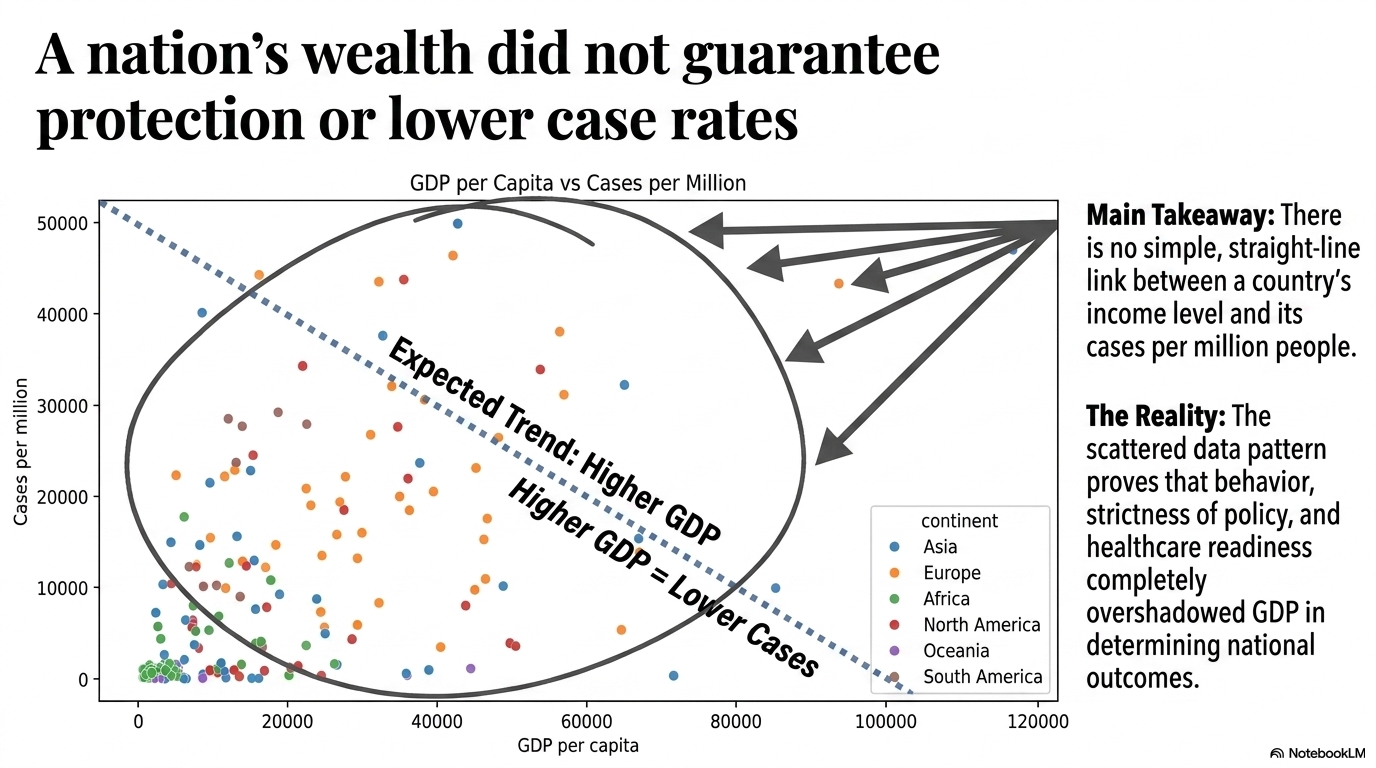 A nation’s wealth did not guarantee
protection or lower case rates
GDP per Capita vs Cases per Million
50000
40000
30000
20000
10000
0
Cases per million
Expected Trend: Higher GDP
Higher GDP = Lower Cases
continent
Asia
Europe
Africa
North America
Oceania
South America
0
20000
40000
60000
80000
100000
120000
GDP per capita
Main Takeaway: There
is no simple, straight-line
link between a country’s
income level and its
cases per million people.
The Reality: The
scattered data pattern
proves that behavior,
strictness of policy, and
healthcare readiness
completely
overshadowed GDP in
determining national
outcomes.
NotebookLM